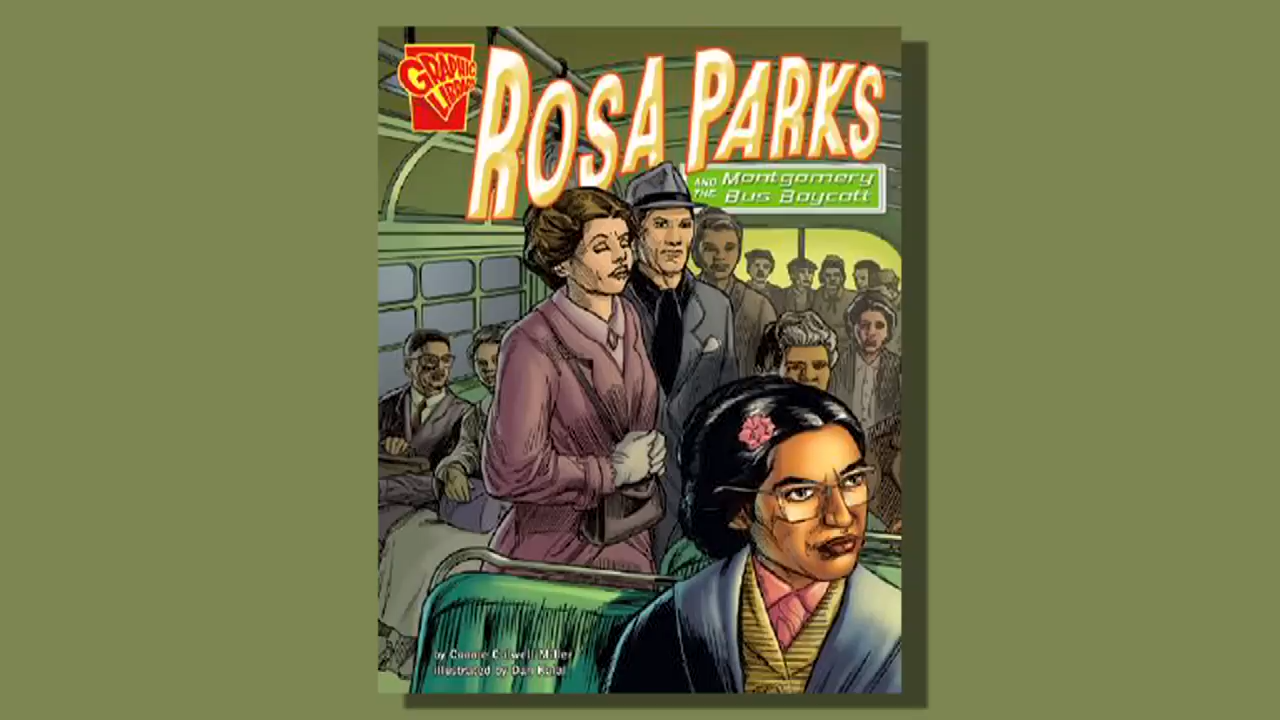 GRAPHIC
LIBRARY
ROSA PARKS
AND THE Montgomery
Bus Boycott
by Connie Colwell Miller
illustrated by Dan Kalal